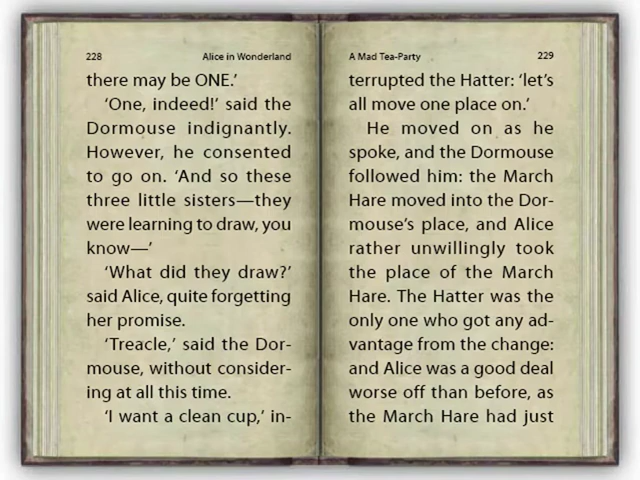 228 Alice in Wonderland
there may be ONE.’
‘One, indeed!’ said the
Dormouse indignantly.
However, he consented
to go on. ‘And so these
three little sisters—they
were learning to draw, you
know—’
‘What did they draw?’
said Alice, quite forgetting
her promise.
‘Treacle,’ said the Dor-
mouse, without consider-
ing at all this time.
‘I want a clean cup,’ in-
A Mad Tea-Party 229
terrupted the Hatter: ‘let’s
all move one place on.’
He moved on as he
spoke, and the Dormouse
followed him: the March
Hare moved into the Dor-
mouse’s place, and Alice
rather unwillingly took
the place of the March
Hare. The Hatter was the
only one who got any ad-
vantage from the change:
and Alice was a good deal
worse off than before, as
the March Hare had just